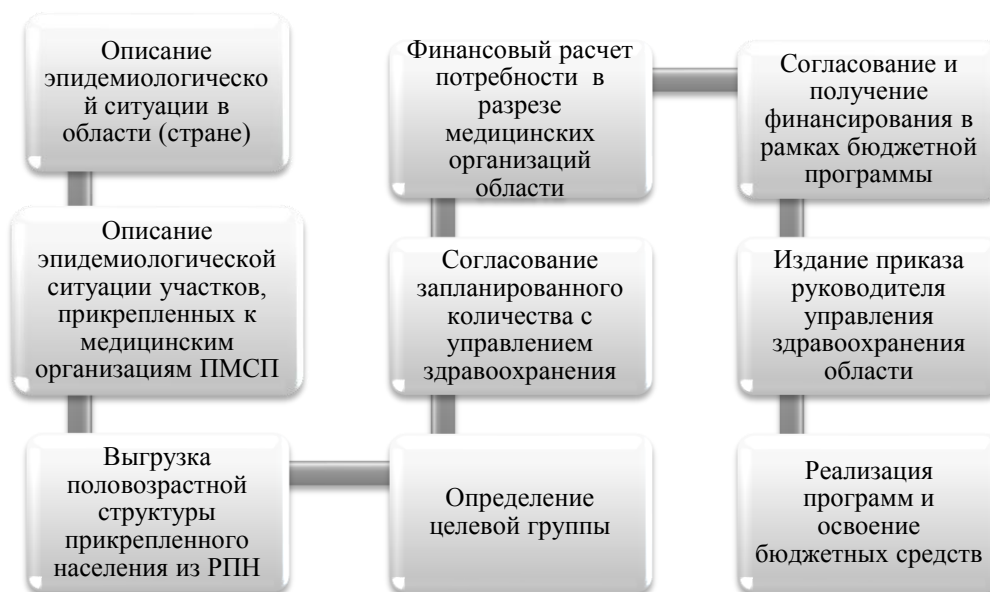 Описание
эпидемиологическо
й ситуации в
области (стране)
Описание
эпидемиологической
ситуации участков,
прикрепленных к
медицинским
организациям ПМСП
Выгрузка
половозрастной
структуры
прикрепленного
населения из РПН
Определение
целевой группы
Согласование
запланированного
количества с
управлением
здравоохранения
Финансовый расчет
потребности в
разрезе
медицинских
организаций
области
Согласование и
получение
финансирования в
рамках бюджетной
программы
Издание приказа
руководителя
управления
здравоохранения
области
Реализация
программ и
освоение
бюджетных средств